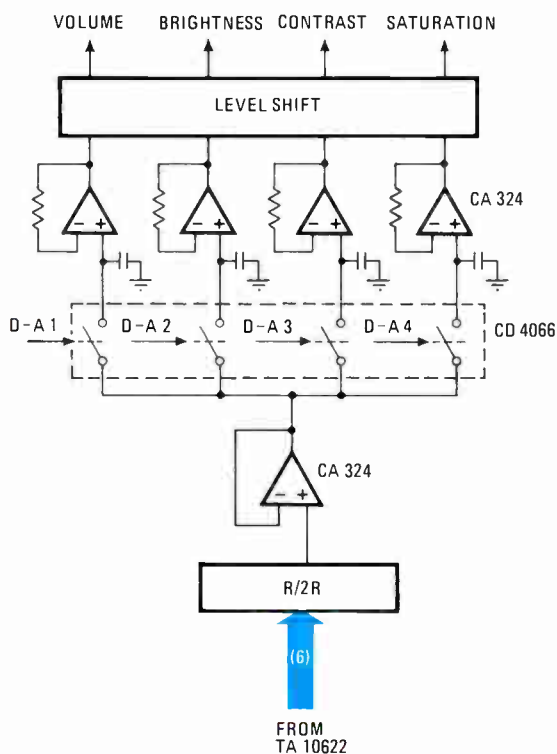 VOLUME BRIGHTNESS CONTRAST SATURATION
LEVEL SHIFT
- + - + - + - + CA 324
D-A 1 D-A 2 D-A 3 D-A 4 CD 4066
CA 324
- +
R/2R
(6)
FROM
TA 10622